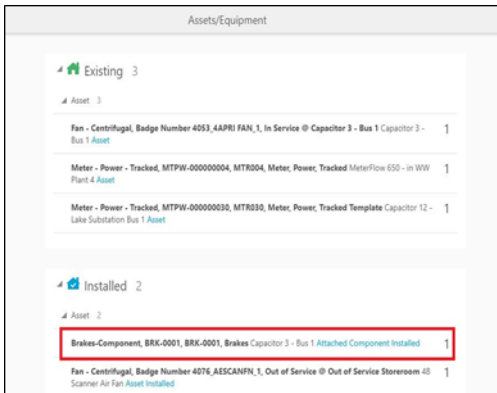 Assets/Equipment
Existing 3
Asset 3
Fan - Centrifugal, Badge Number 4053_4APRI FAN_1, In Service @ Capacitor 3 - Bus 1 Capacitor 3 - 1
Bus 1 Asset
Meter - Power - Tracked, MTPW-000000004, MTR004, Meter, Power, Tracked MeterFlow 650 - in WW 1
Plant 4 Asset
Meter - Power - Tracked, MTPW-000000030, MTR030, Meter, Power, Tracked Template Capacitor 12 - 1
Lake Substation Bus 1 Asset
Installed 2
Asset 2
Brakes-Component, BRK-0001, BRK-0001, Brakes Capacitor 3 - Bus 1 Attached Component Installed 1
Fan - Centrifugal, Badge Number 4076_AESCANFN_1, Out of Service @ Out of Service Storeroom 4B 1
Scanner Air Fan Asset Installed